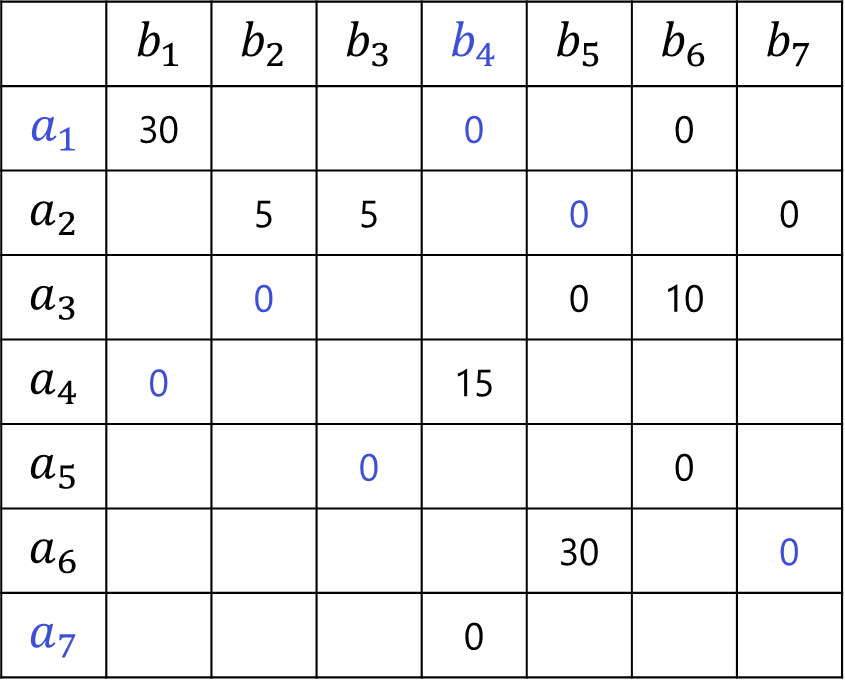 b₁ b₂ b₃ b₄ b₅ b₆ b₇
a₁ 30 0 0
a₂ 5 5 0 0
a₃ 0 0 10
a₄ 0 15
a₅ 0 0
a₆ 30 0
a₇ 0